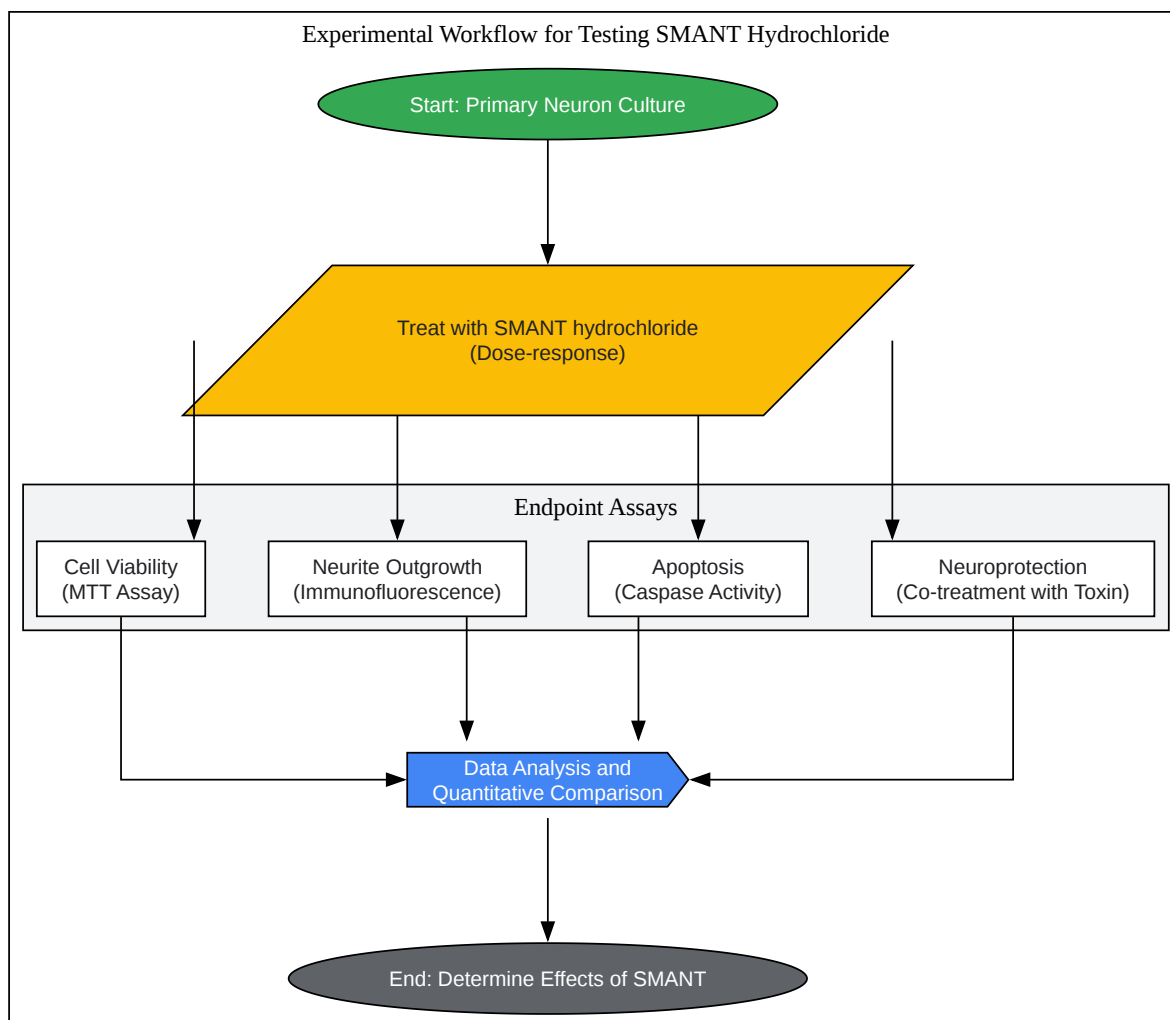 Experimental Workflow for Testing SMANT Hydrochloride
Start: Primary Neuron Culture
Treat with SMANT hydrochloride
(Dose-response)
Endpoint Assays
Cell Viability
(MTT Assay)
Neurite Outgrowth
(Immunofluorescence)
Apoptosis
(Caspase Activity)
Neuroprotection
(Co-treatment with Toxin)
Data Analysis and
Quantitative Comparison
End: Determine Effects of SMANT